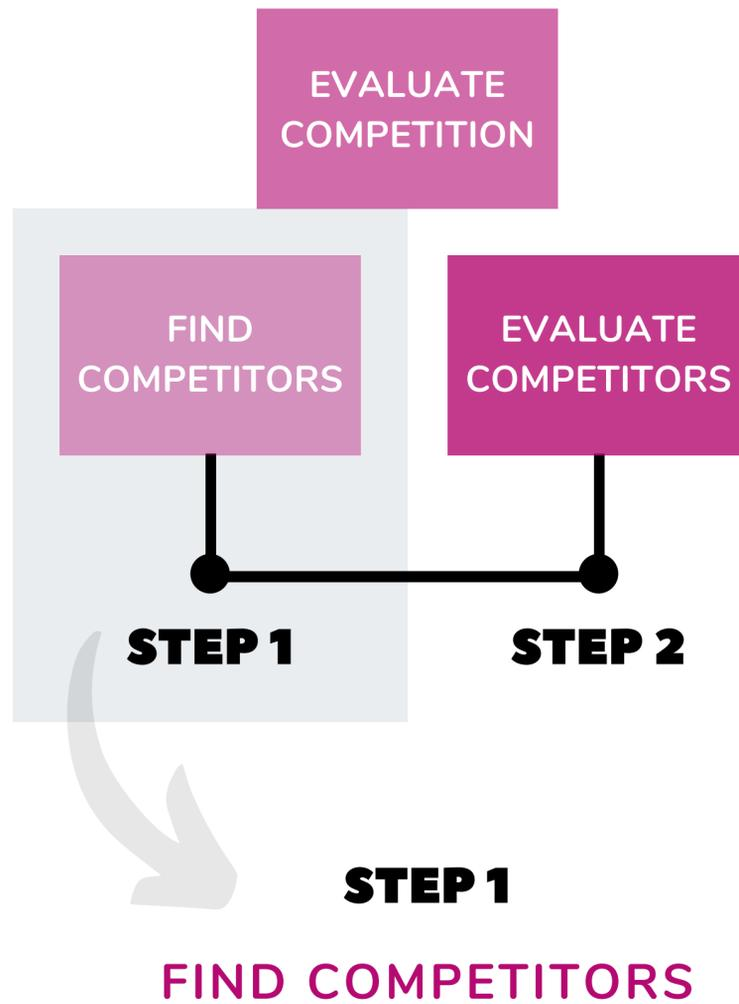 EVALUATE
COMPETITION
FIND
COMPETITORS
EVALUATE
COMPETITORS
STEP 1
STEP 2
STEP 1
FIND COMPETITORS